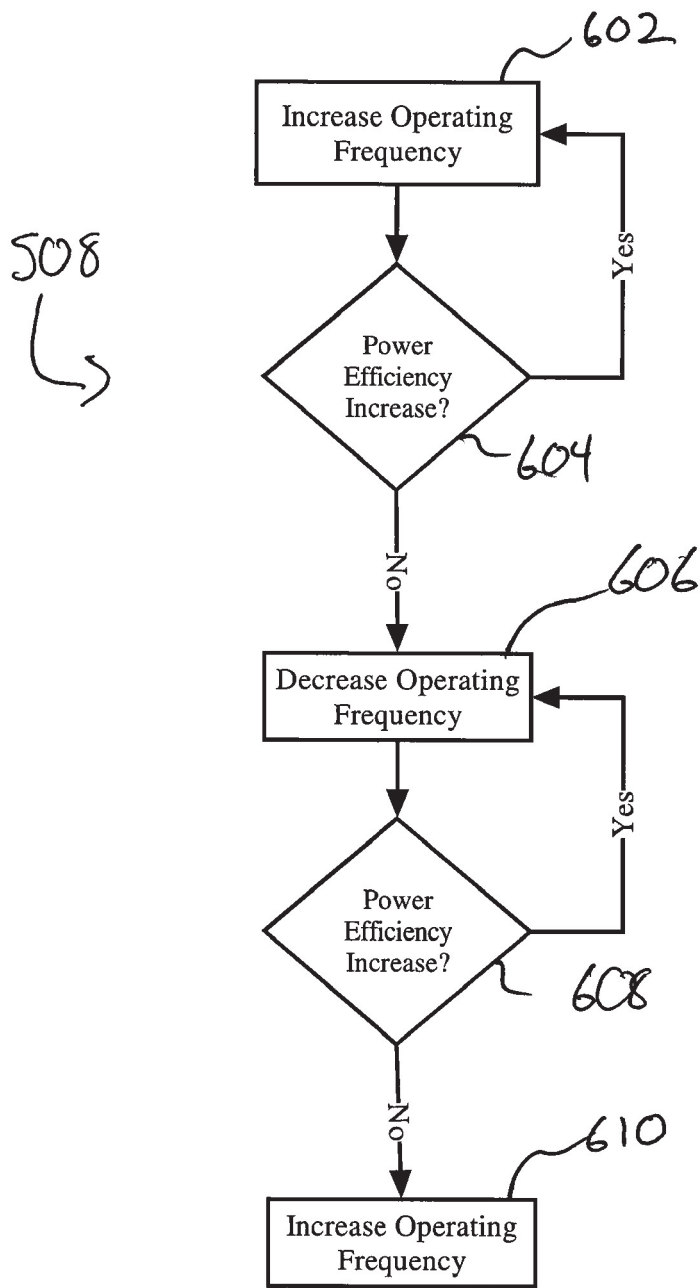 602
Increase Operating
Frequency
Yes
508
Power
Efficiency
Increase?
604
No
606
Decrease Operating
Frequency
Yes
Power
Efficiency
Increase?
608
No
610
Increase Operating
Frequency